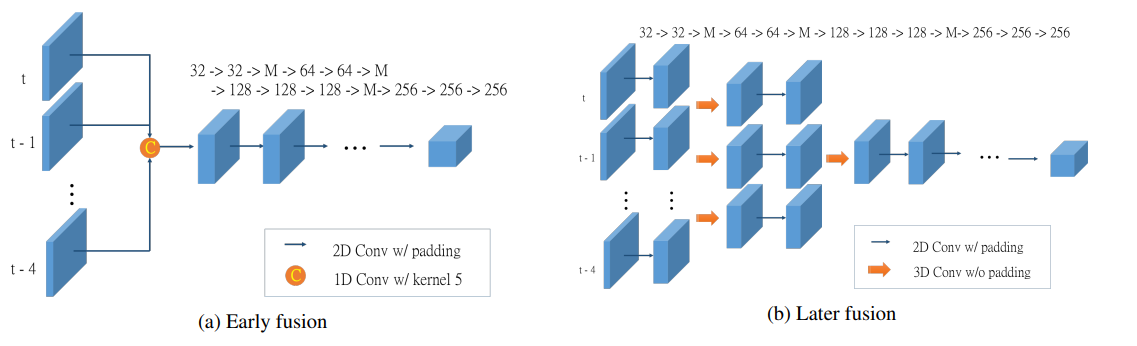 32 -> 32 -> M -> 64 -> 64 -> M
-> 128 -> 128 -> 128 -> M-> 256 -> 256 -> 256
t
t - 1
C
t - 4
2D Conv w/ padding
C
1D Conv w/ kernel 5
(a) Early fusion
32 -> 32 -> M -> 64 -> 64 -> M -> 128 -> 128 -> 128 -> M-> 256 -> 256 -> 256
t
t - 1
t - 4
2D Conv w/ padding
3D Conv w/o padding
(b) Later fusion